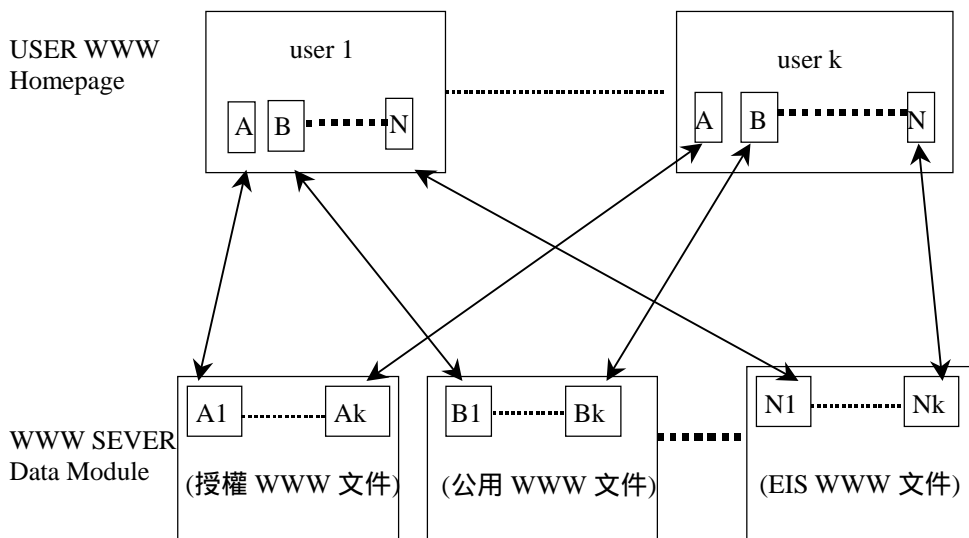 USER WWW
Homepage
user 1
A B N
user k
A B N
A1 Ak
B1 Bk
N1 Nk
WWW SEVER
Data Module
(授權 WWW 文件)
(公用 WWW 文件)
(EIS WWW 文件)